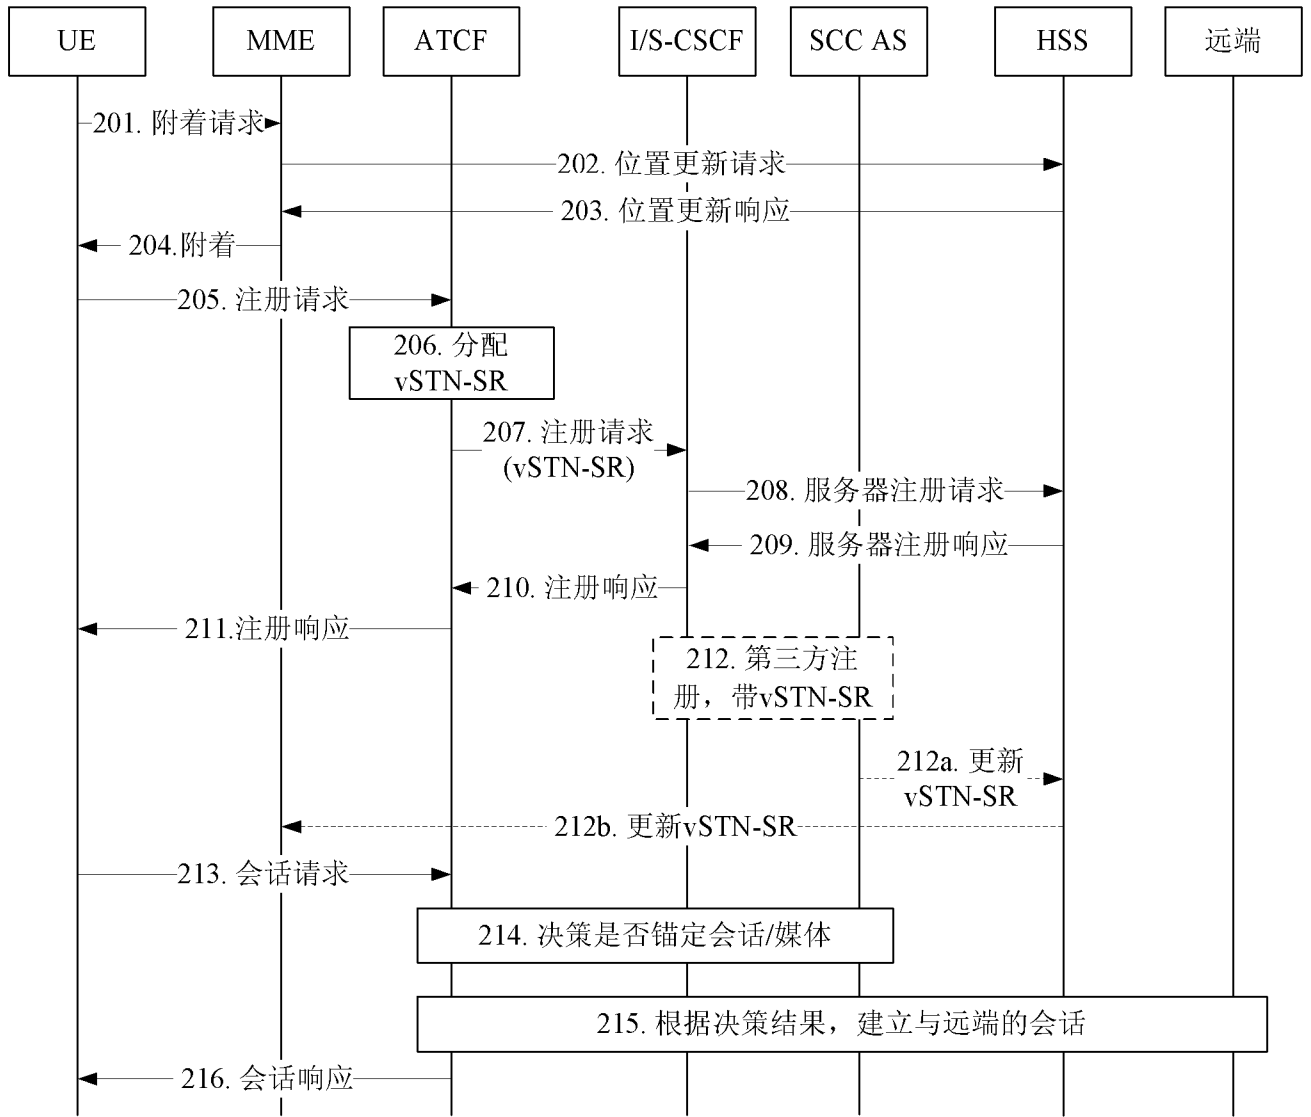 UE
MME
ATCF
I/S-CSCF
SCC AS
HSS
远端
201. 附着请求
202. 位置更新请求
203. 位置更新响应
204.附着
205. 注册请求
206. 分配
vSTN-SR
207. 注册请求
(vSTN-SR)
208. 服务器注册请求
209. 服务器注册响应
210. 注册响应
211.注册响应
212. 第三方注
册，带vSTN-SR
212a. 更新
vSTN-SR
212b. 更新vSTN-SR
213. 会话请求
214. 决策是否锚定会话/媒体
215. 根据决策结果，建立与远端的会话
216. 会话响应